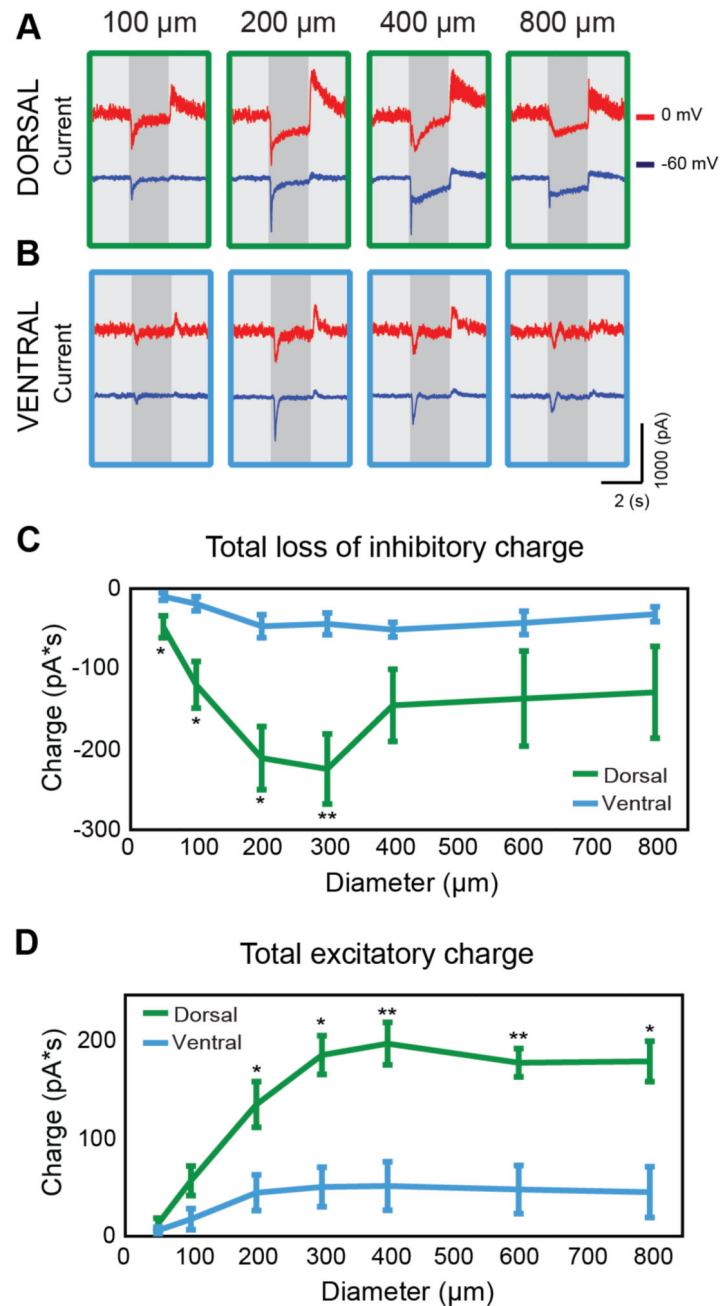 A
100 µm 200 µm 400 µm 800 µm
DORSAL
Current
0 mV
-60 mV
B
VENTRAL
Current
1000 (pA)
2 (s)
C
Total loss of inhibitory charge
Charge (pA*s)
0
-100
-200
-300
* * * **
Dorsal
Ventral
0 100 200 300 400 500 600 700 800
Diameter (µm)
D
Total excitatory charge
Charge (pA*s)
Dorsal
Ventral
200
100
0
* * ** ** *
0 100 200 300 400 500 600 700 800
Diameter (µm)